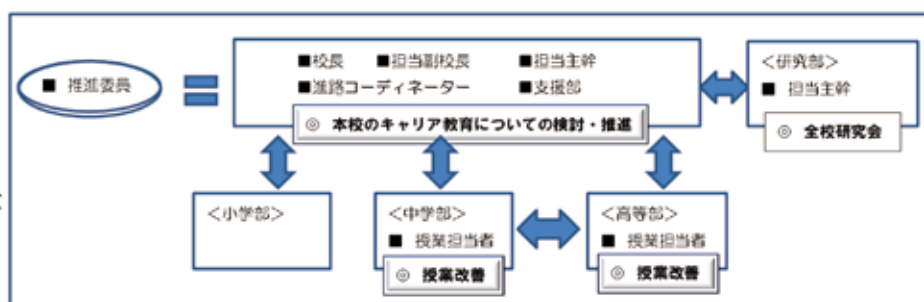 ■ 推進委員
■校長 ■担当副校長 ■担当主幹
■進路コーディネーター ■支援部
◎ 本校のキャリア教育についての検討・推進
<研究部>
■ 担当主幹
◎ 全校研究会
<小学部>
<中学部>
■ 授業担当者
◎ 授業改善
<高等部>
■ 授業担当者
◎ 授業改善